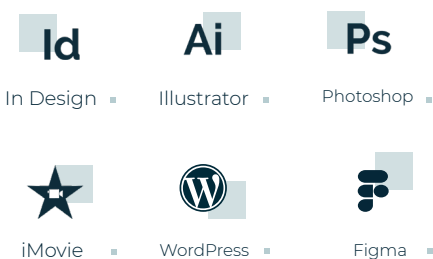 Id Ai Ps
In Design Illustrator Photoshop
W
iMovie WordPress Figma